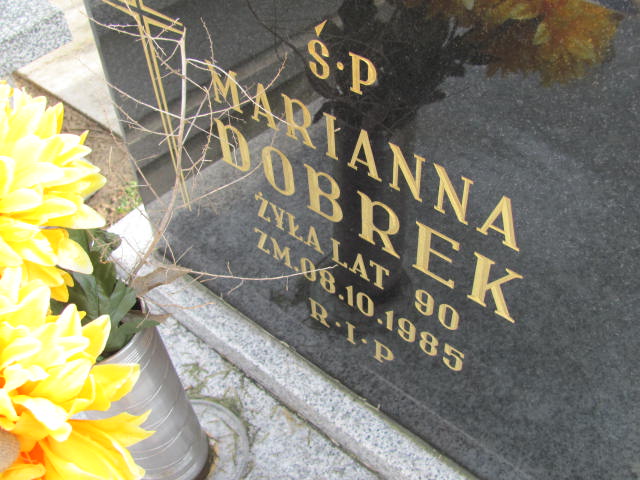 Ś·P
MARIANNA
DOBREK
ŻYŁA LAT 90
ZM.08.10.1985
R·I·P